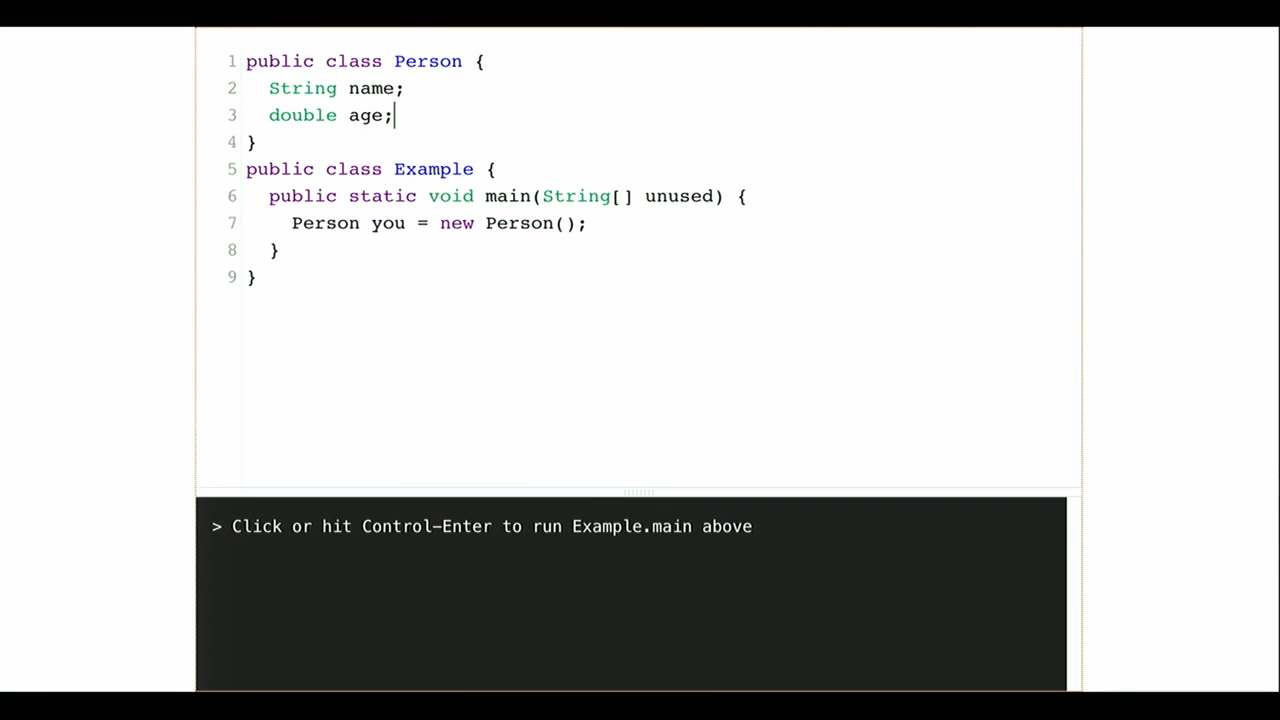 1 public class Person {
2 String name;
3 double age;
4 }
5 public class Example {
6 public static void main(String[] unused) {
7 Person you = new Person();
8 }
9 }
> Click or hit Control-Enter to run Example.main above